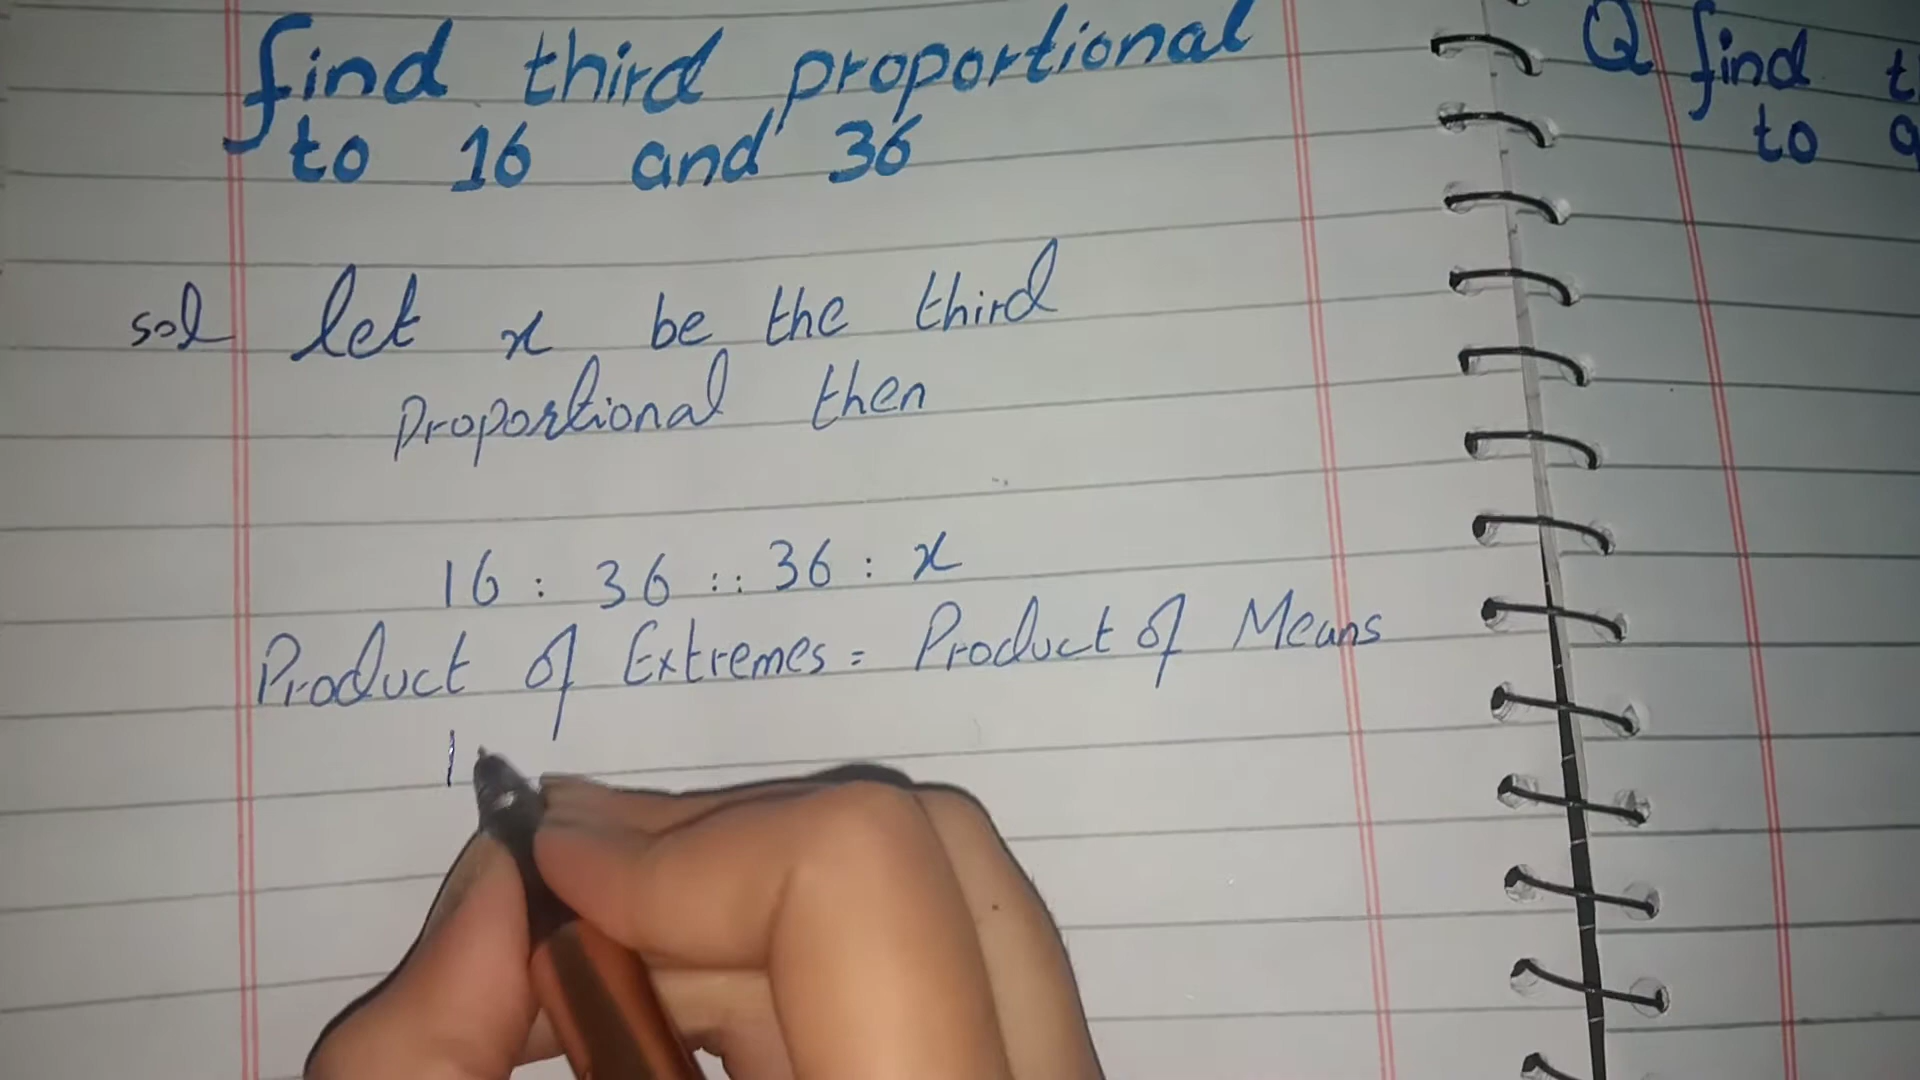 find third proportional
to 16 and 36
sol let x be the third
proportional then
16 : 36 :: 36 : x
Product of Extremes = Product of Means
1
Q find
to